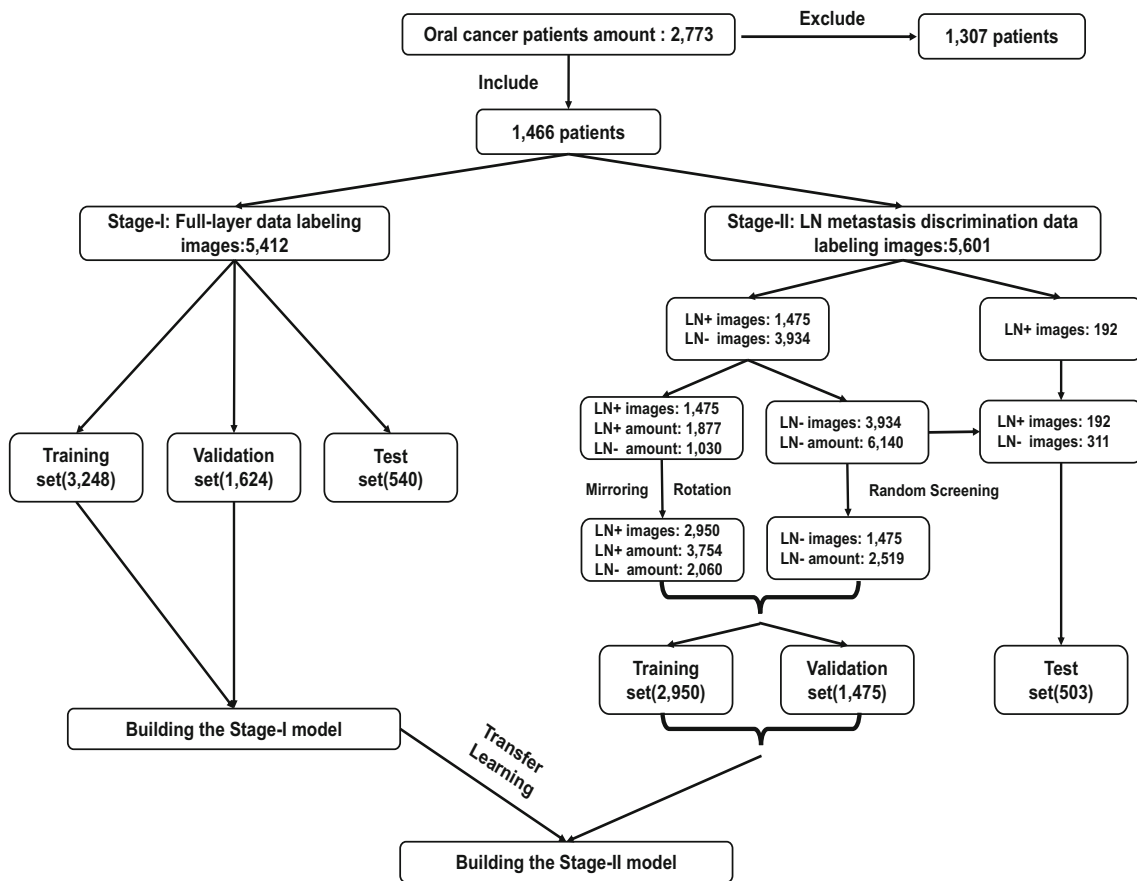 Oral cancer patients amount : 2,773
Exclude
1,307 patients
Include
1,466 patients
Stage-I: Full-layer data labeling
images:5,412
Stage-II: LN metastasis discrimination data
labeling images:5,601
LN+ images: 1,475
LN- images: 3,934
LN+ images: 192
LN+ images: 1,475
LN+ amount: 1,877
LN- amount: 1,030
LN- images: 3,934
LN- amount: 6,140
LN+ images: 192
LN- images: 311
Training
set(3,248)
Validation
set(1,624)
Test
set(540)
Mirroring
Rotation
Random Screening
LN+ images: 2,950
LN+ amount: 3,754
LN- amount: 2,060
LN- images: 1,475
LN- amount: 2,519
Training
set(2,950)
Validation
set(1,475)
Test
set(503)
Building the Stage-I model
Transfer
Learning
Building the Stage-II model